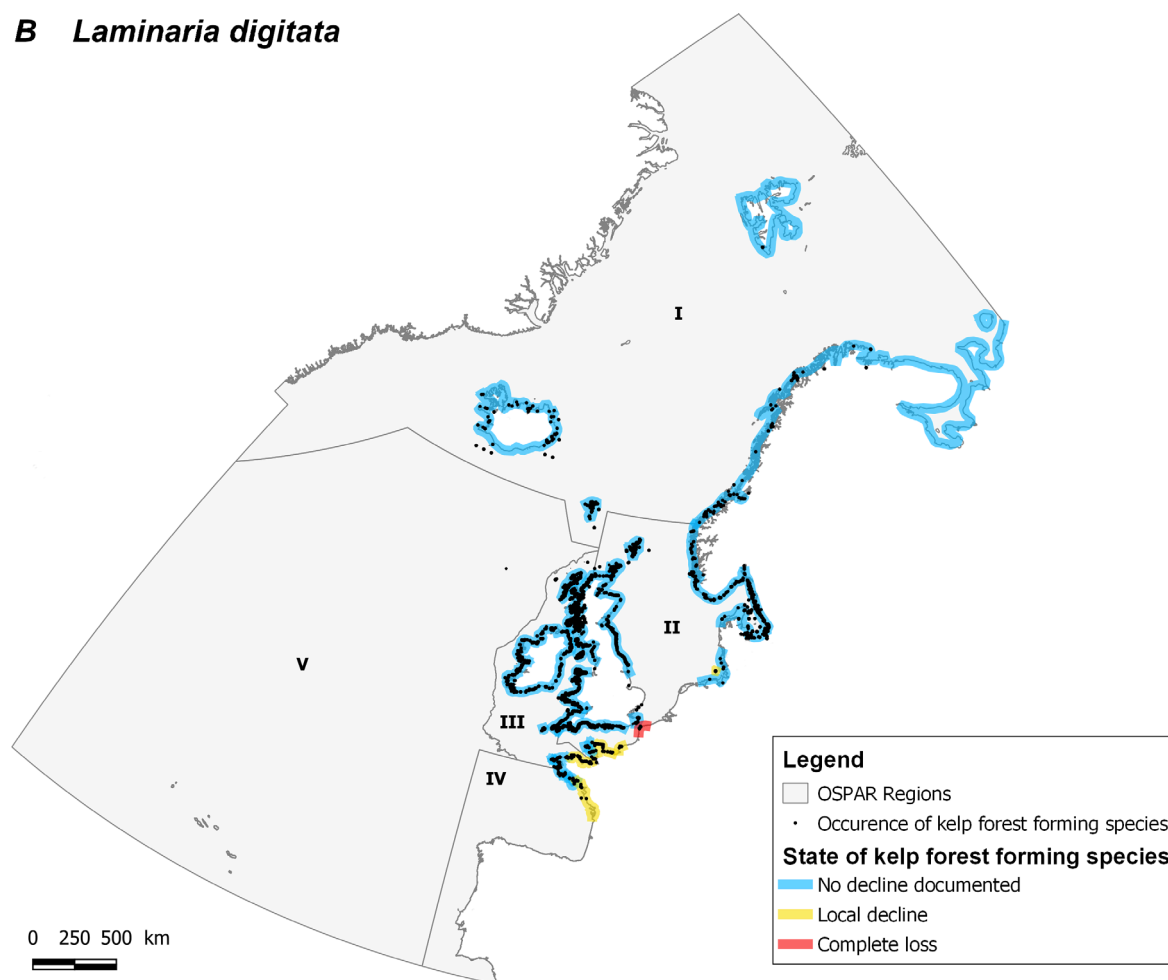 B Laminaria digitata
I
II
V
III
IV
Legend
OSPAR Regions
Occurence of kelp forest forming species
State of kelp forest forming species
No decline documented
Local decline
Complete loss
0 250 500 km